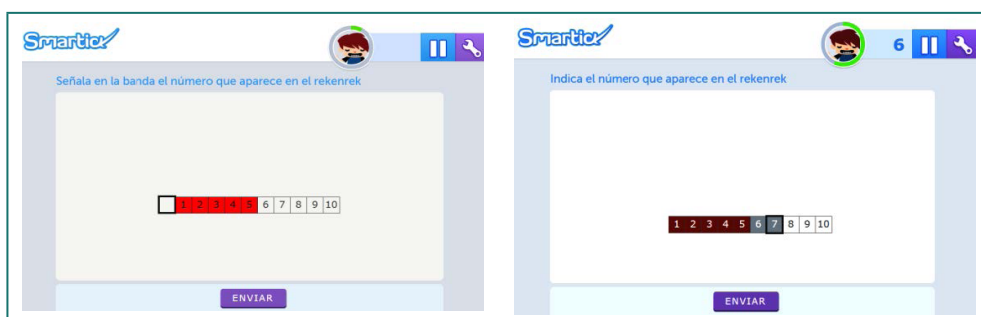 Smartick
Señala en la banda el número que aparece en el rekenrek
1 2 3 4 5 6 7 8 9 10
ENVIAR
Smartick
6
Indica el número que aparece en el rekenrek
1 2 3 4 5 6 7 8 9 10
ENVIAR